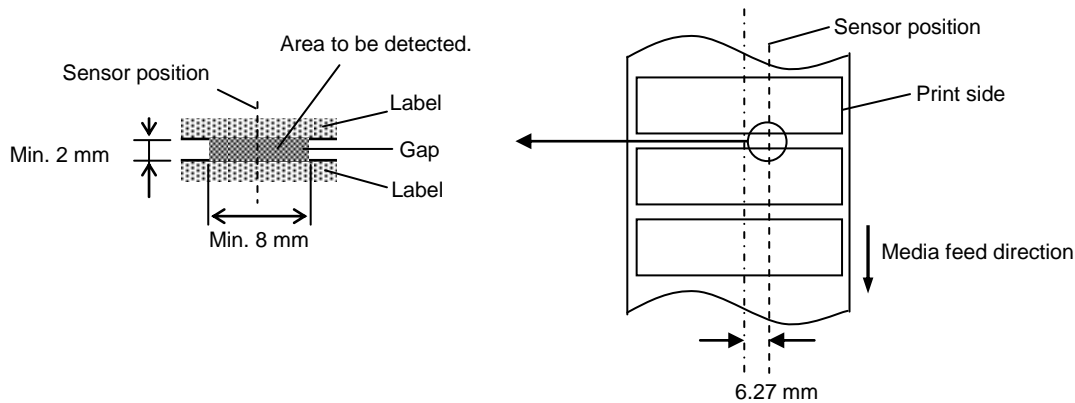 Area to be detected.
Sensor position
Label
Gap
Min. 2 mm
Label
Min. 8 mm
Sensor position
Print side
Media feed direction
6.27 mm